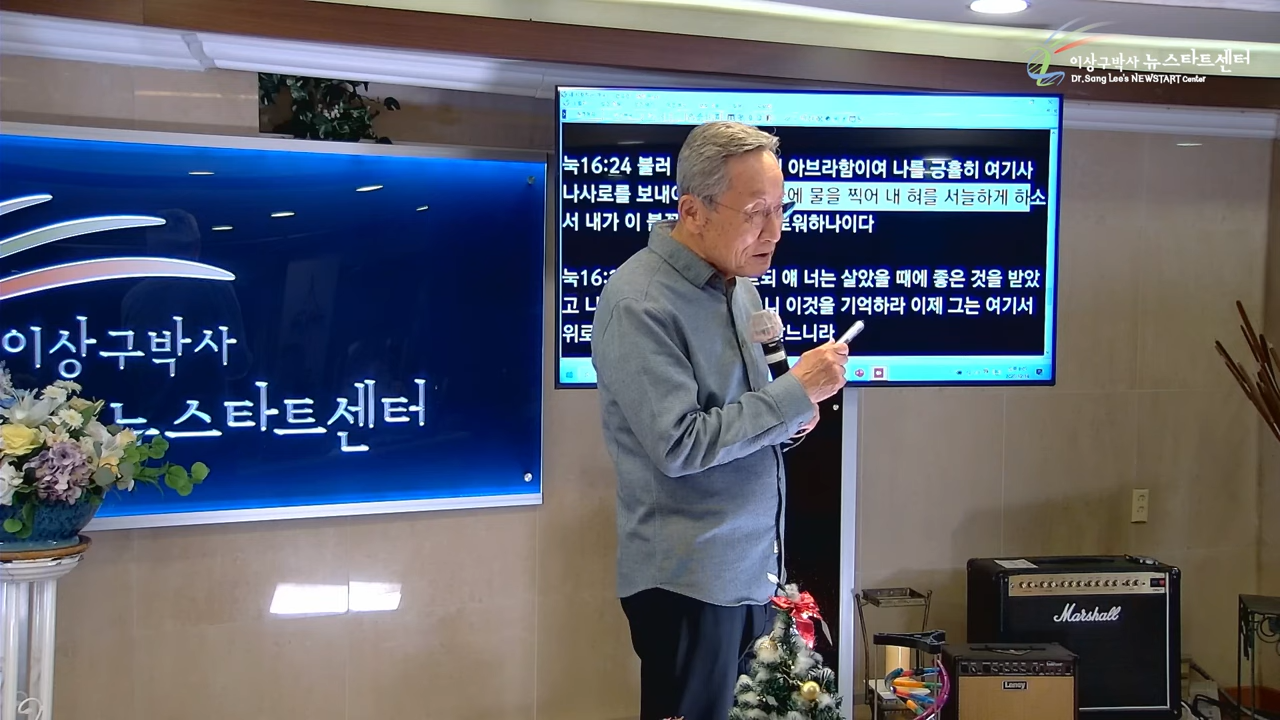 이상구박사 뉴스타트센터
Dr. Sang Lee's NEWSTART Center
눅16:24 불러 아브라함이여 나를 긍휼히 여기사
나사로를 보내어 물을 찍어 내 혀를 서늘하게 하소
서 내가 이 로워하나이다
눅16: 되 얘 너는 살았을 때에 좋은 것을 받았
고 니 이것을 기억하라 이제 그는 여기서
위로 느니라
이상구박사
뉴스타트센터
Marshall
Laney